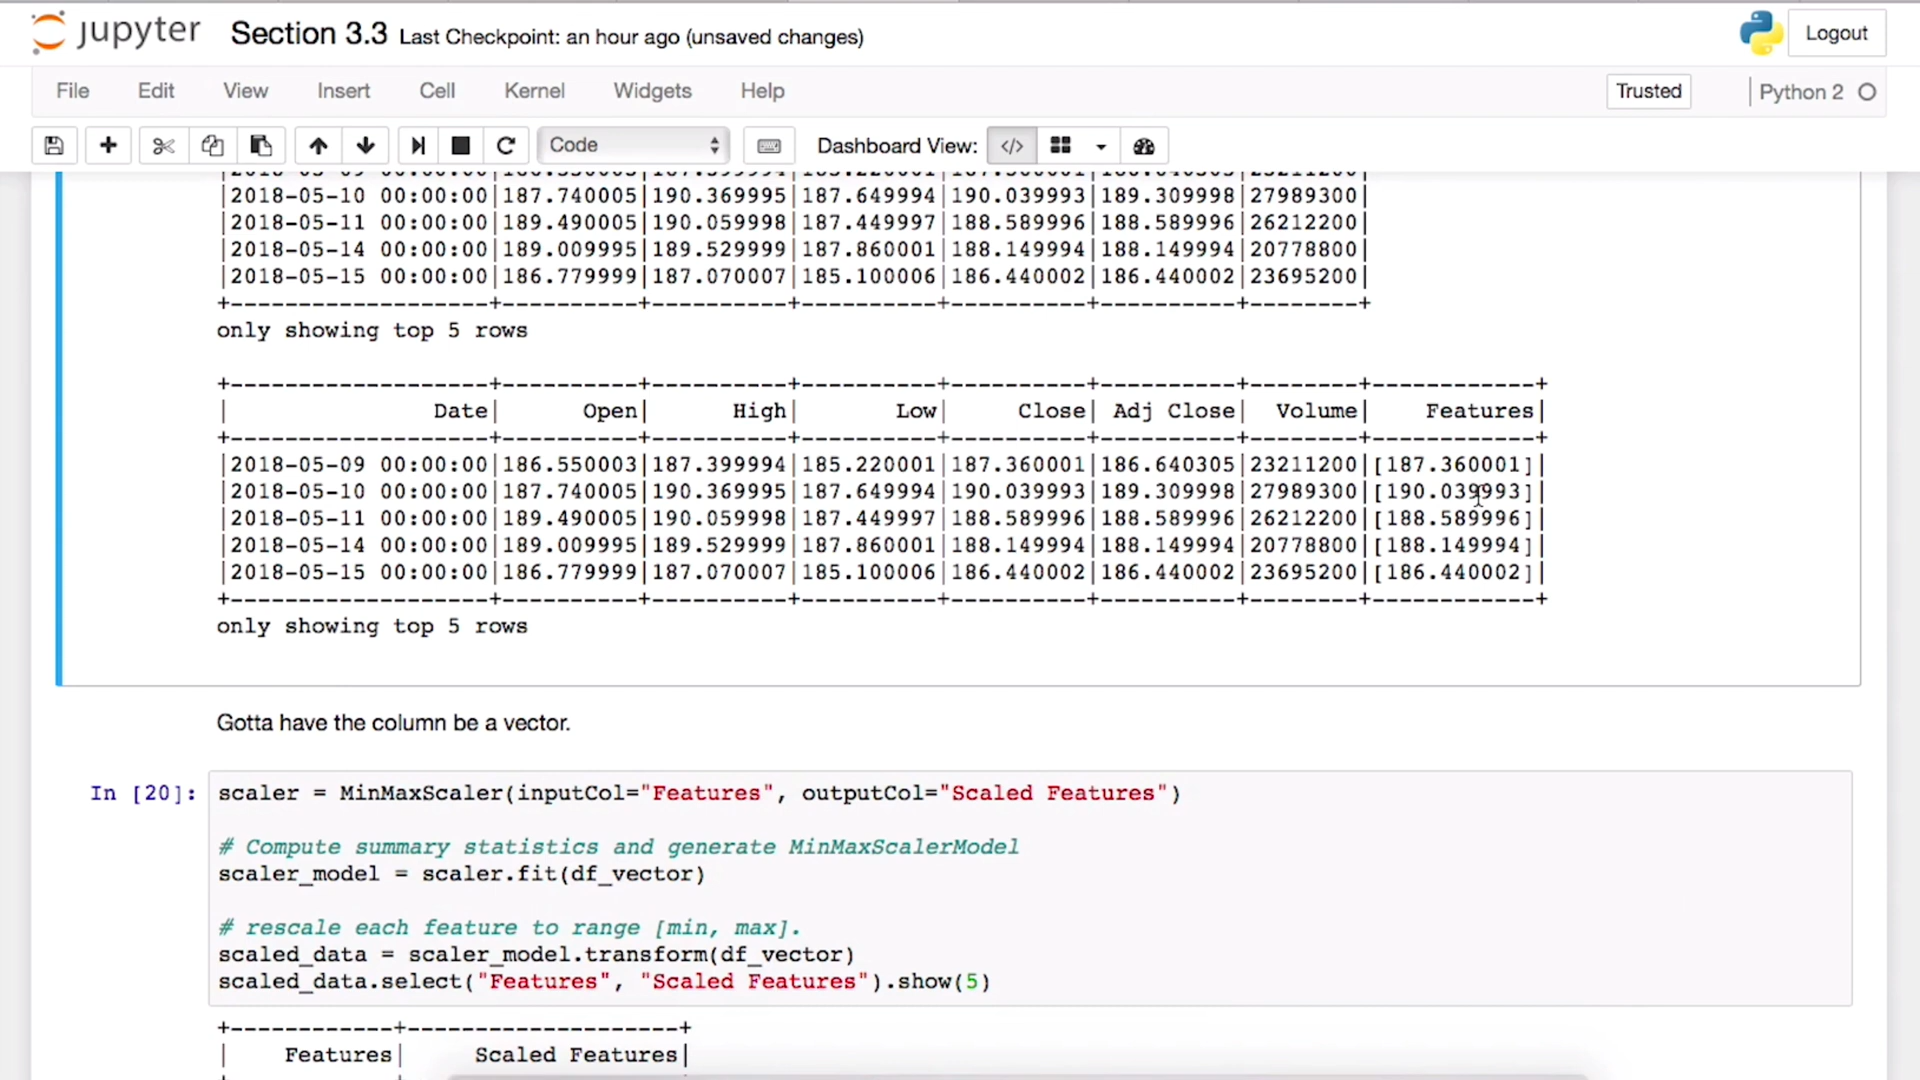 jupyter Section 3.3 Last Checkpoint: an hour ago (unsaved changes) Logout
File Edit View Insert Cell Kernel Widgets Help Trusted | Python 2
Code Dashboard View: </>
|2018-05-10 00:00:00|187.740005|190.369995|187.649994|190.039993|189.309998|27989300|
|2018-05-11 00:00:00|189.490005|190.059998|187.449997|188.589996|188.589996|26212200|
|2018-05-14 00:00:00|189.009995|189.529999|187.860001|188.149994|188.149994|20778800|
|2018-05-15 00:00:00|186.779999|187.070007|185.100006|186.440002|186.440002|23695200|
+-------------------+----------+----------+----------+----------+----------+--------+
only showing top 5 rows
+-------------------+----------+----------+----------+----------+----------+--------+------------+
|               Date|      Open|      High|       Low|     Close| Adj Close|  Volume|    Features|
+-------------------+----------+----------+----------+----------+----------+--------+------------+
|2018-05-09 00:00:00|186.550003|187.399994|185.220001|187.360001|186.640305|23211200|[187.360001]|
|2018-05-10 00:00:00|187.740005|190.369995|187.649994|190.039993|189.309998|27989300|[190.039993]|
|2018-05-11 00:00:00|189.490005|190.059998|187.449997|188.589996|188.589996|26212200|[188.589996]|
|2018-05-14 00:00:00|189.009995|189.529999|187.860001|188.149994|188.149994|20778800|[188.149994]|
|2018-05-15 00:00:00|186.779999|187.070007|185.100006|186.440002|186.440002|23695200|[186.440002]|
+-------------------+----------+----------+----------+----------+----------+--------+------------+
only showing top 5 rows
Gotta have the column be a vector.
In [20]: scaler = MinMaxScaler(inputCol="Features", outputCol="Scaled Features")
# Compute summary statistics and generate MinMaxScalerModel
scaler_model = scaler.fit(df_vector)
# rescale each feature to range [min, max].
scaled_data = scaler_model.transform(df_vector)
scaled_data.select("Features", "Scaled Features").show(5)
+------------+--------------------+
|    Features|     Scaled Features|